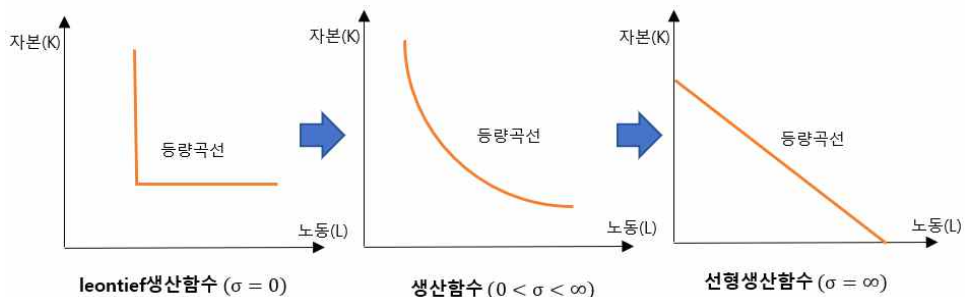 자본(K)
등량곡선
노동(L)
leontief생산함수 (σ = 0)
자본(K)
등량곡선
노동(L)
생산함수 (0 < σ < ∞)
자본(K)
등량곡선
노동(L)
선형생산함수 (σ = ∞)